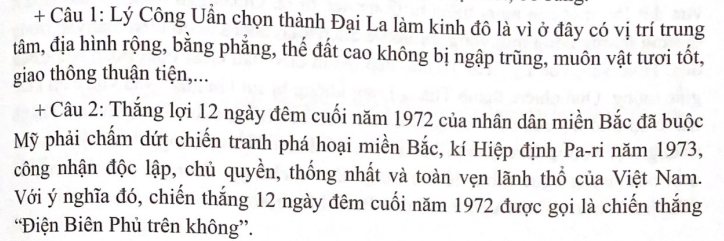 + Câu 1: Lý Công Uẩn chọn thành Đại La làm kinh đô là vì ở đây có vị trí trung
tâm, địa hình rộng, bằng phẳng, thế đất cao không bị ngập trũng, muôn vật tươi tốt,
giao thông thuận tiện,...
+ Câu 2: Thắng lợi 12 ngày đêm cuối năm 1972 của nhân dân miền Bắc đã buộc
Mỹ phải chấm dứt chiến tranh phá hoại miền Bắc, kí Hiệp định Pa-ri năm 1973,
công nhận độc lập, chủ quyền, thống nhất và toàn vẹn lãnh thổ của Việt Nam.
Với ý nghĩa đó, chiến thắng 12 ngày đêm cuối năm 1972 được gọi là chiến thắng
“Điện Biên Phủ trên không”.